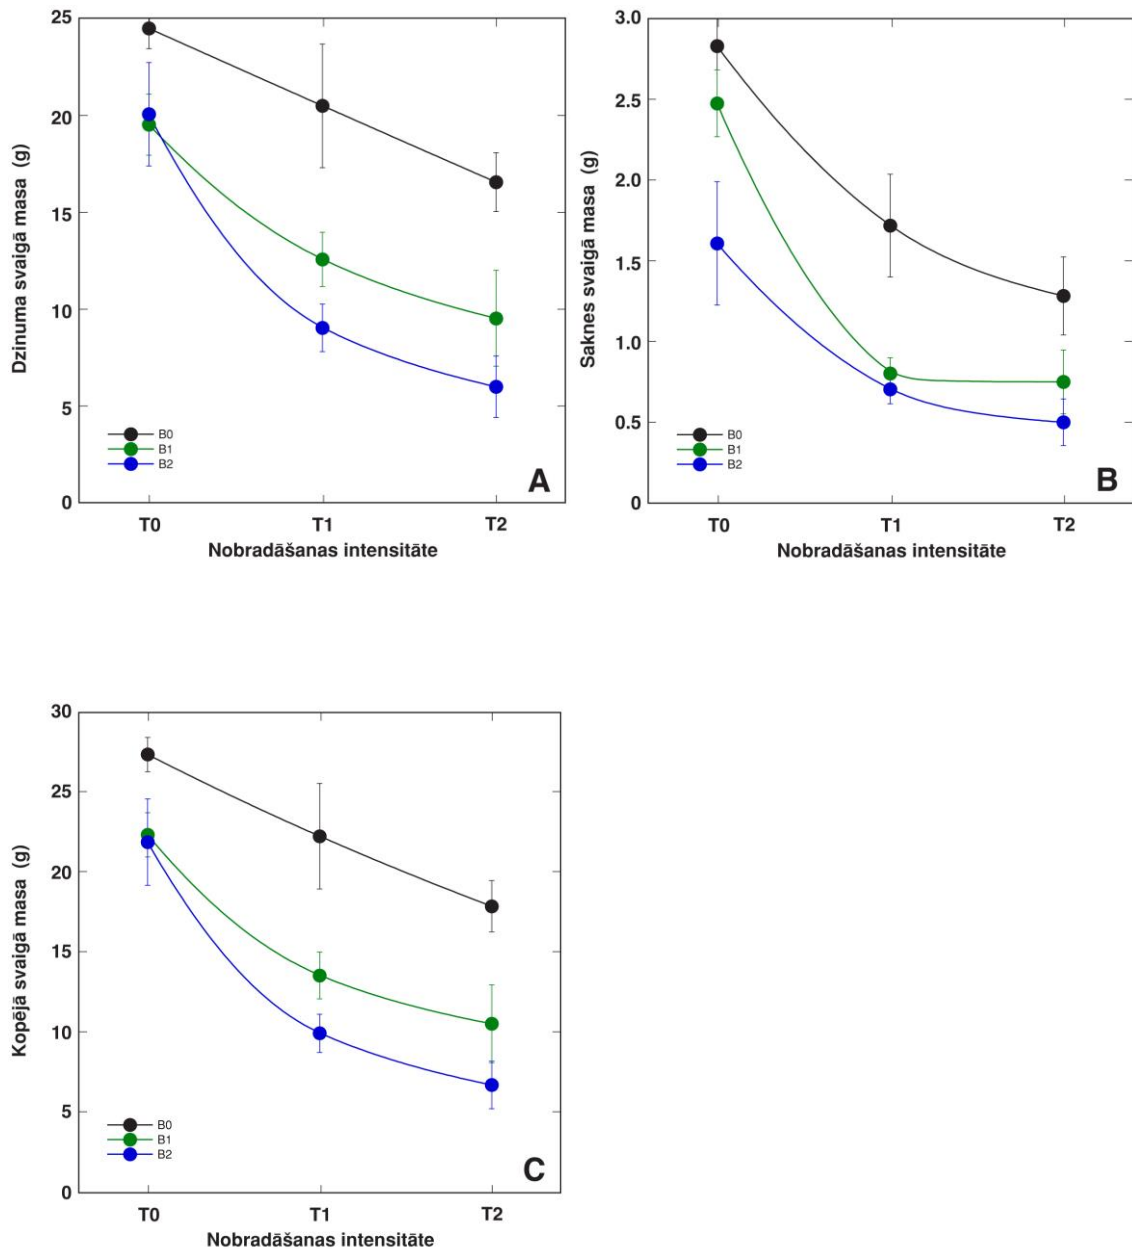 Dzinuma svaigā masa (g)
25
20
15
10
5
0
B0
B1
B2
A
T0 T1 T2
Nobradāšanas intensitāte
Saknes svaigā masa (g)
3.0
2.5
2.0
1.5
1.0
0.5
0
B0
B1
B2
B
T0 T1 T2
Nobradāšanas intensitāte
Kopējā svaigā masa (g)
30
25
20
15
10
5
0
B0
B1
B2
C
T0 T1 T2
Nobradāšanas intensitāte